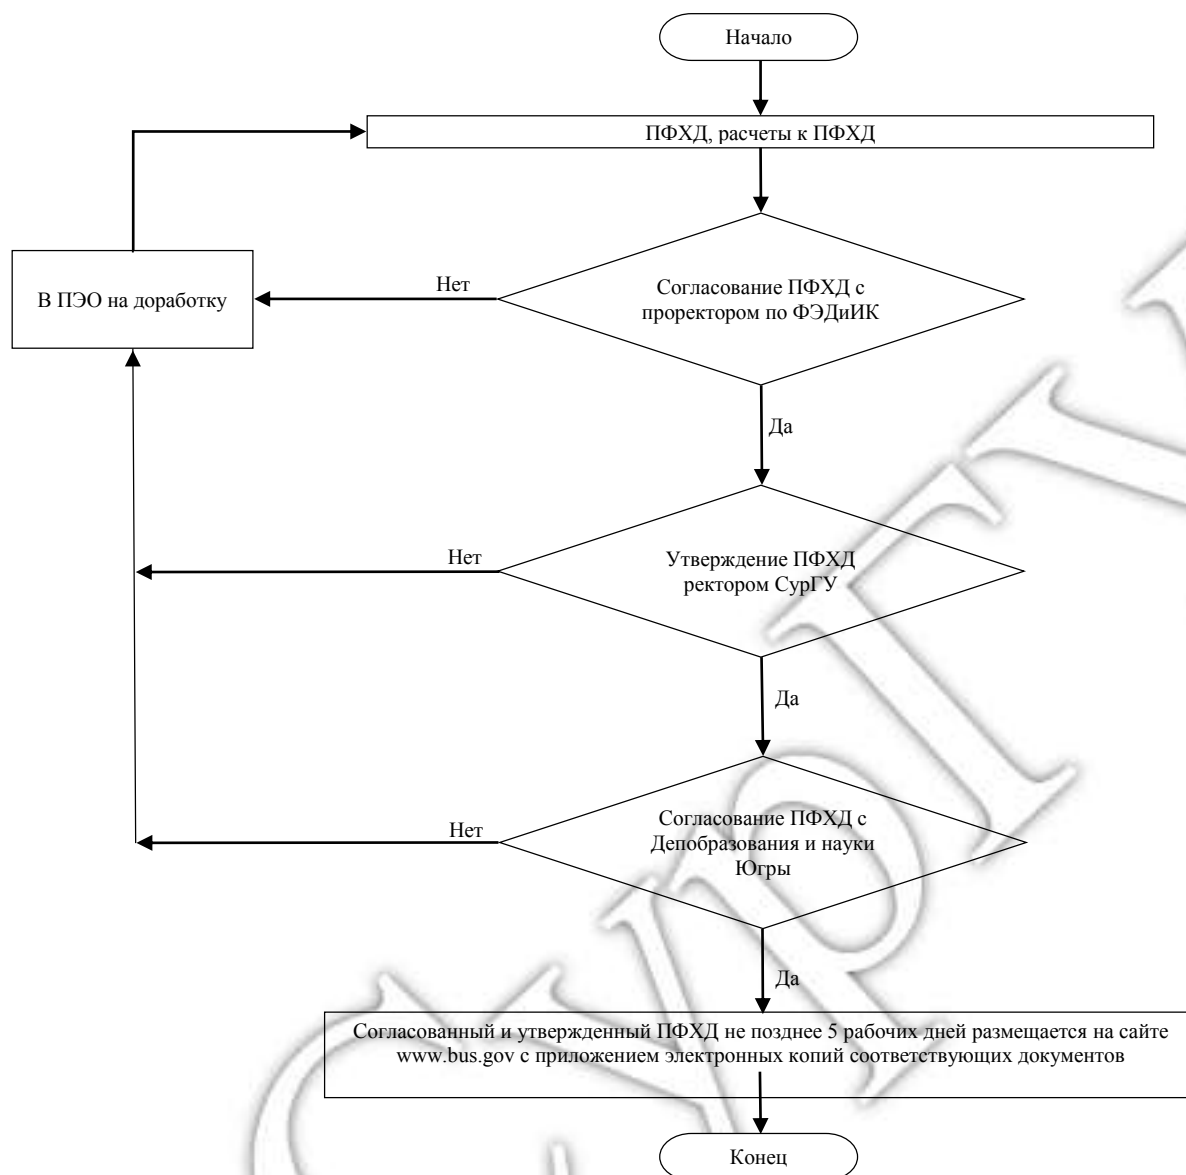 Начало
ПФХД, расчеты к ПФХД
В ПЭО на доработку
Нет
Согласование ПФХД с
проректором по ФЭДиИК
Да
Нет
Утверждение ПФХД
ректором СурГУ
Да
Нет
Согласование ПФХД с
Депобразования и науки
Югры
Да
Согласованный и утвержденный ПФХД не позднее 5 рабочих дней размещается на сайте
www.bus.gov с приложением электронных копий соответствующих документов
Конец
СурГУ